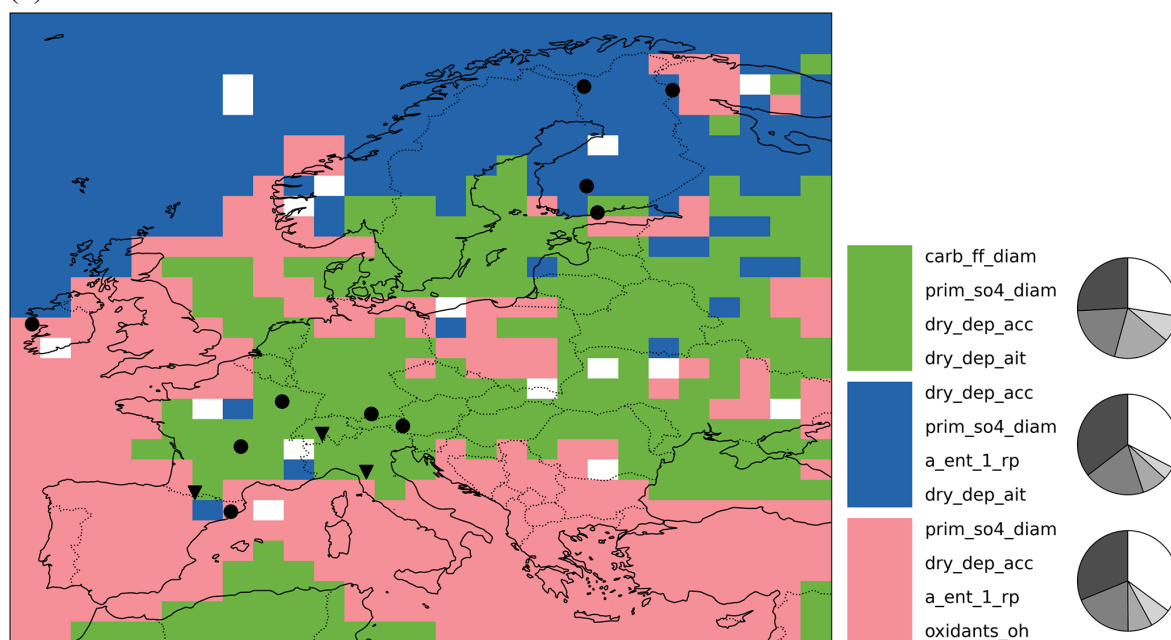 carb_ff_diam
prim_so4_diam
dry_dep_acc
dry_dep_ait
dry_dep_acc
prim_so4_diam
a_ent_1_rp
dry_dep_ait
prim_so4_diam
dry_dep_acc
a_ent_1_rp
oxidants_oh